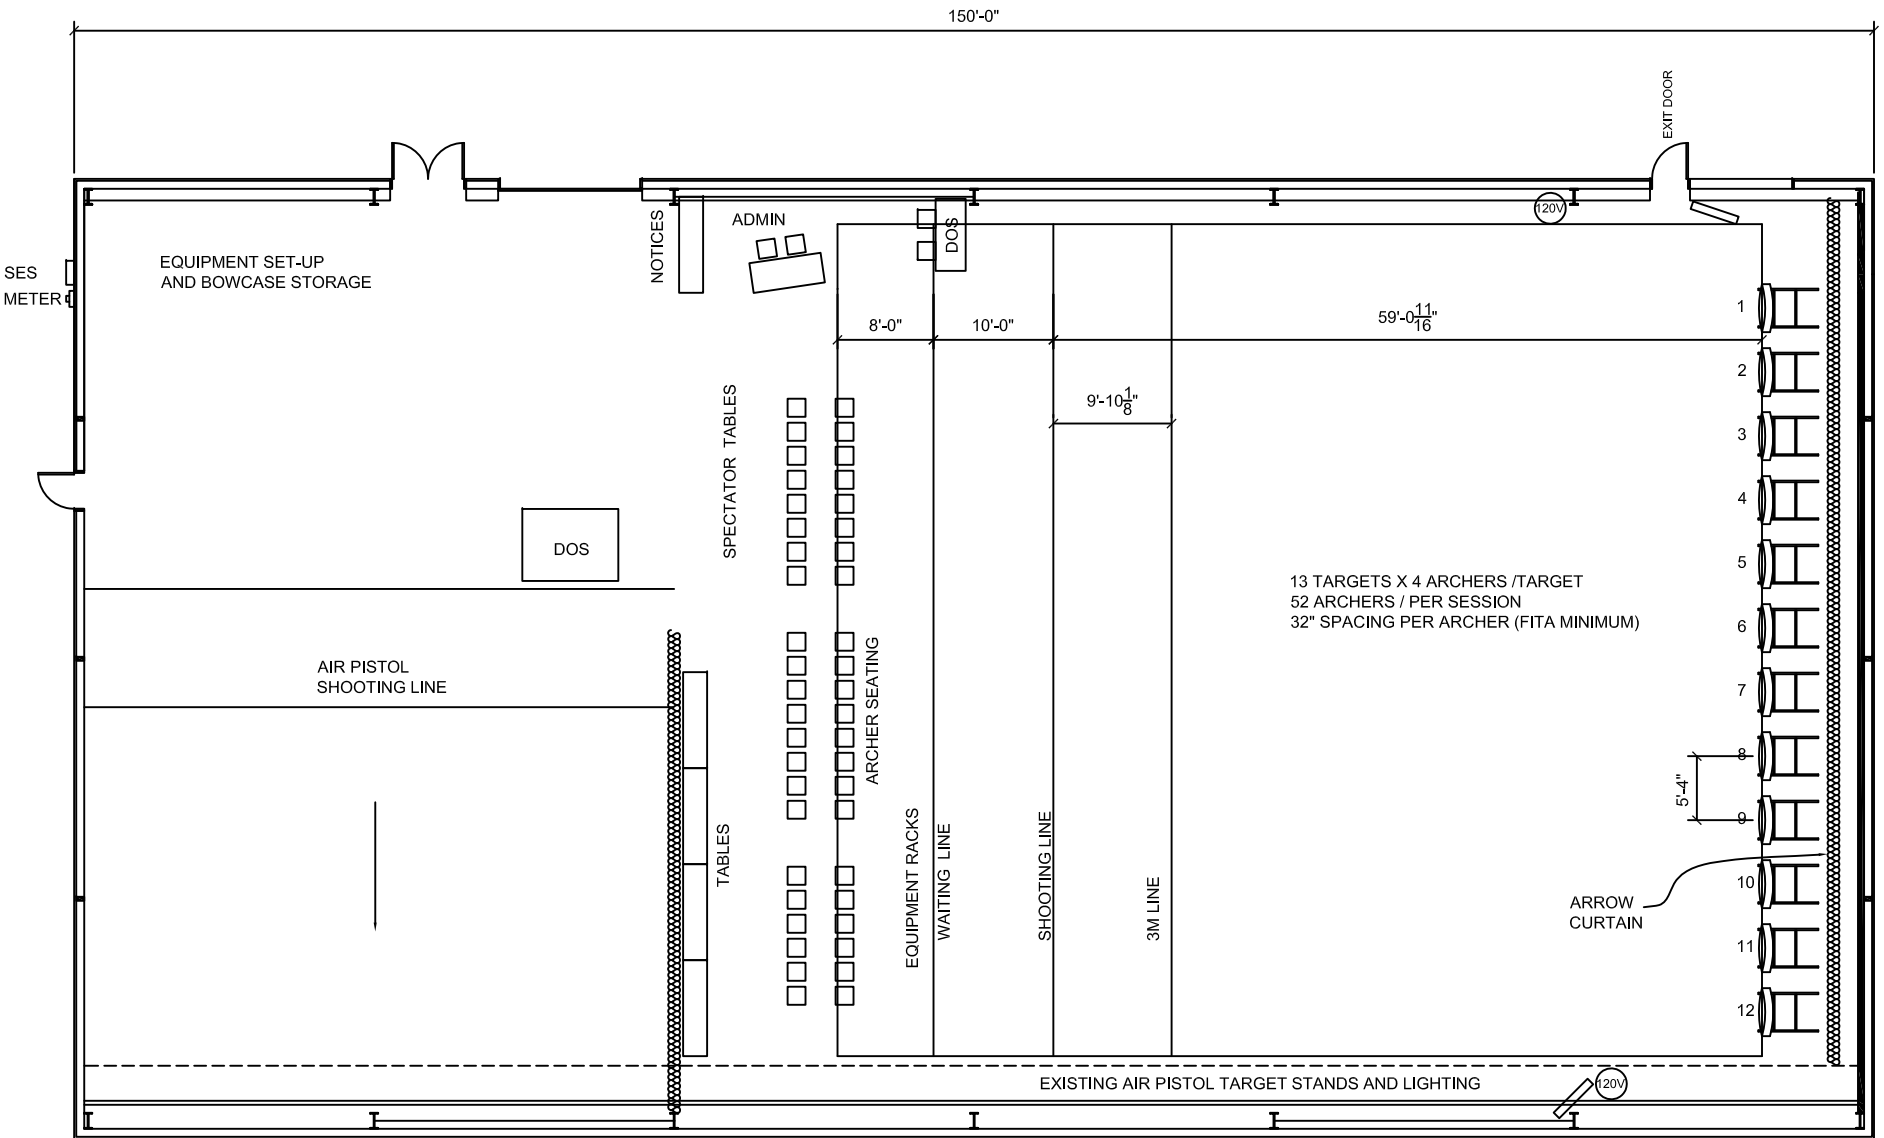 150'-0"
EXIT DOOR
120V
NOTICES
ADMIN
DOS
SES
METER
EQUIPMENT SET-UP
AND BOWCASE STORAGE
8'-0"
10'-0"
59'-0 11/16"
9'-10 1/8"
1
2
3
4
5
6
7
8
9
10
11
12
SPECTATOR TABLES
DOS
13 TARGETS X 4 ARCHERS /TARGET
52 ARCHERS / PER SESSION
32" SPACING PER ARCHER (FITA MINIMUM)
AIR PISTOL
SHOOTING LINE
ARCHER SEATING
5'-4"
TABLES
EQUIPMENT RACKS
WAITING LINE
SHOOTING LINE
3M LINE
ARROW
CURTAIN
EXISTING AIR PISTOL TARGET STANDS AND LIGHTING
120V